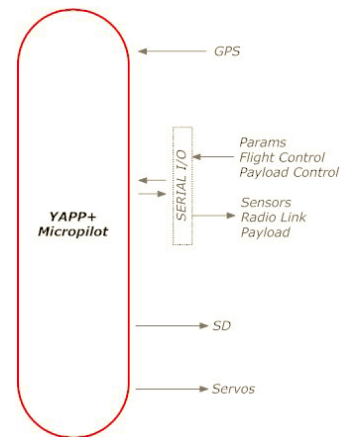 GPS
SERIAL I/O
Params
Flight Control
Payload Control
Sensors
Radio Link
Payload
YAPP+
Micropilot
SD
Servos